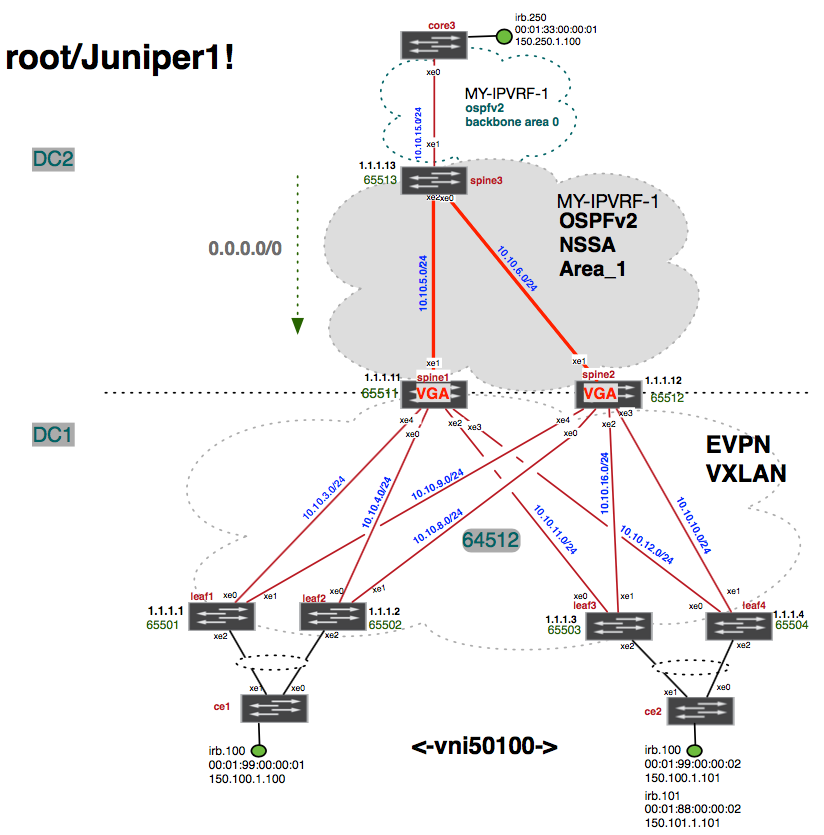 core3
irb.250
00:01:33:00:00:01
150.250.1.100
root/Juniper1!
xe0
MY-IPVRF-1
ospfv2
backbone area 0
10.10.15.0/24
xe1
DC2
1.1.1.13
65513
spine3
xe2
xe0
MY-IPVRF-1
OSPFv2
NSSA
Area_1
0.0.0.0/0
10.10.5.0/24
10.10.6.0/24
xe1
xe1
1.1.1.11
spine1
65511
VGA
spine2
VGA
1.1.1.12
65512
DC1
xe4
xe0
xe2
xe3
xe4
xe0
xe2
xe3
EVPN
VXLAN
10.10.3.0/24
10.10.4.0/24
10.10.9.0/24
10.10.8.0/24
10.10.11.0/24
10.10.16.0/24
10.10.12.0/24
10.10.10.0/24
64512
leaf1
xe0
xe1
1.1.1.1
65501
xe2
leaf2
xe0
xe1
1.1.1.2
65502
xe2
xe0
xe1
leaf3
1.1.1.3
65503
xe2
xe0
xe1
leaf4
1.1.1.4
65504
xe2
ce1
xe1
xe0
ce2
xe1
xe0
<-vni50100->
irb.100
00:01:99:00:00:01
150.100.1.100
irb.100
00:01:99:00:00:02
150.100.1.101
irb.101
00:01:88:00:00:02
150.101.1.101